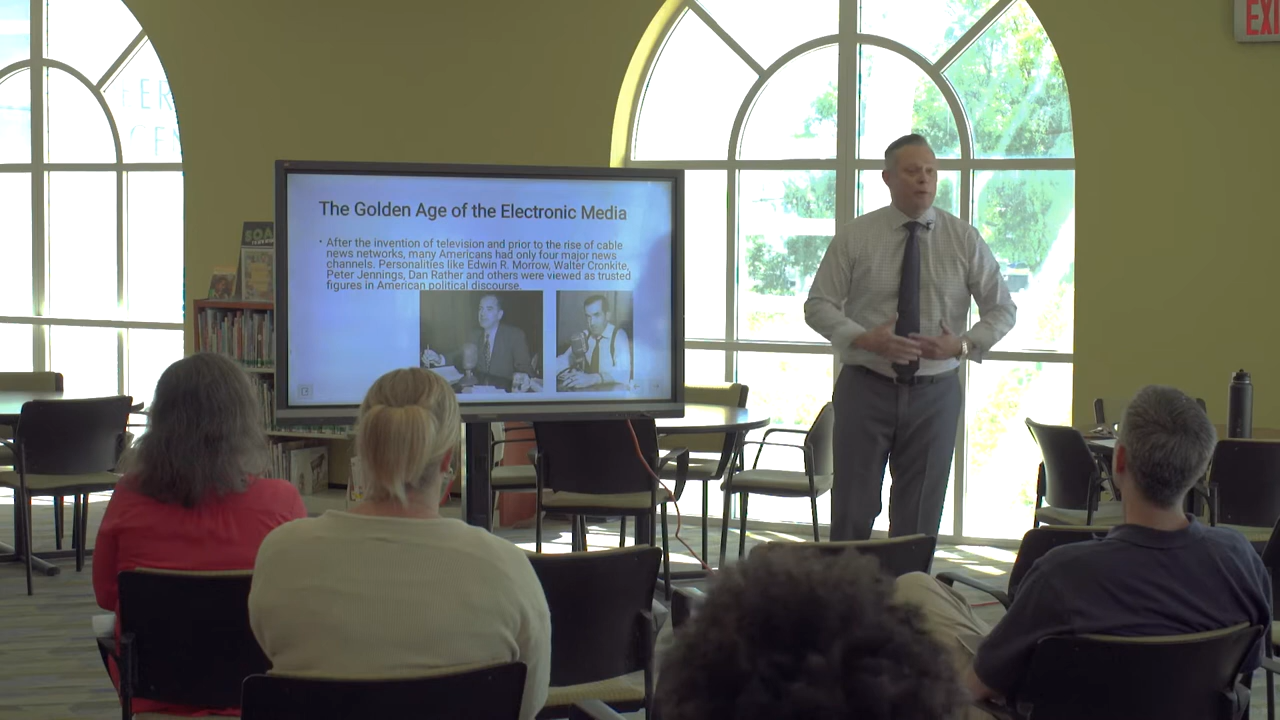 EXI
SOA
The Golden Age of the Electronic Media
• After the invention of television and prior to the rise of cable
news networks, many Americans had only four major news
channels. Personalities like Edwin R. Morrow, Walter Cronkite,
Peter Jennings, Dan Rather and others were viewed as trusted
figures in American political discourse.